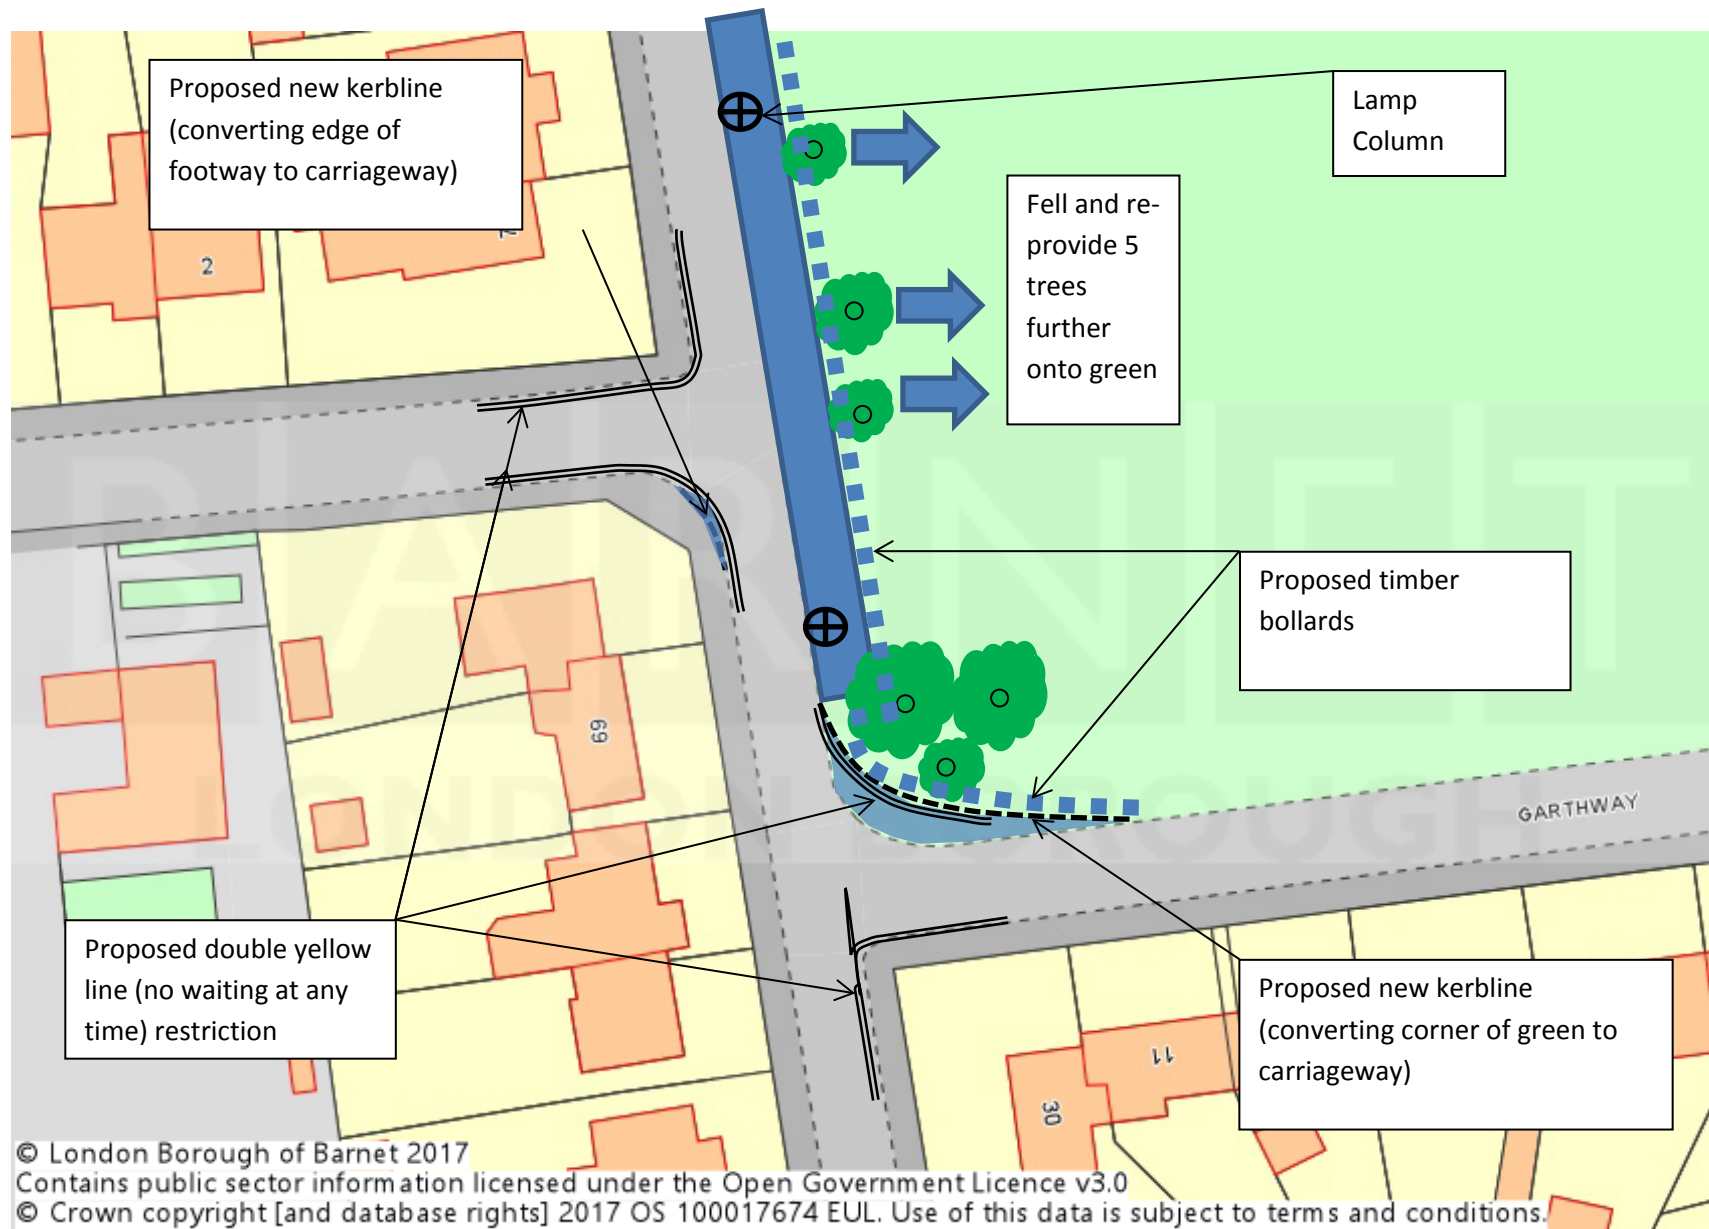 Proposed new kerbline
(converting edge of
footway to carriageway)
Lamp
Column
Fell and re-
provide 5
trees
further
onto green
2
BARNET
LONDON BOROUGH
Proposed timber
bollards
69
GARTHWAY
Proposed double yellow
line (no waiting at any
time) restriction
Proposed new kerbline
(converting corner of green to
carriageway)
11
30
© London Borough of Barnet 2017
Contains public sector information licensed under the Open Government Licence v3.0
© Crown copyright [and database rights] 2017 OS 100017674 EUL. Use of this data is subject to terms and conditions.